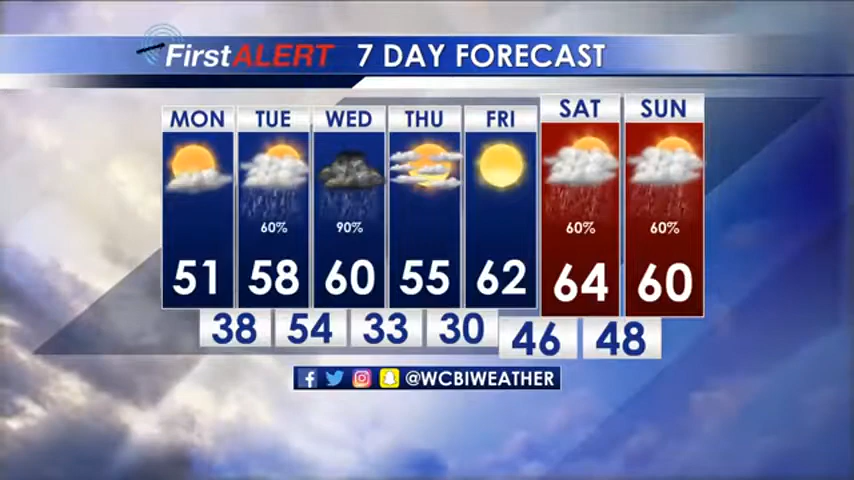 FirstALERT 7 DAY FORECAST
MON TUE WED THU FRI SAT SUN
60% 90% 60% 60%
51 58 60 55 62 64 60
38 54 33 30 46 48
@WCBIWEATHER